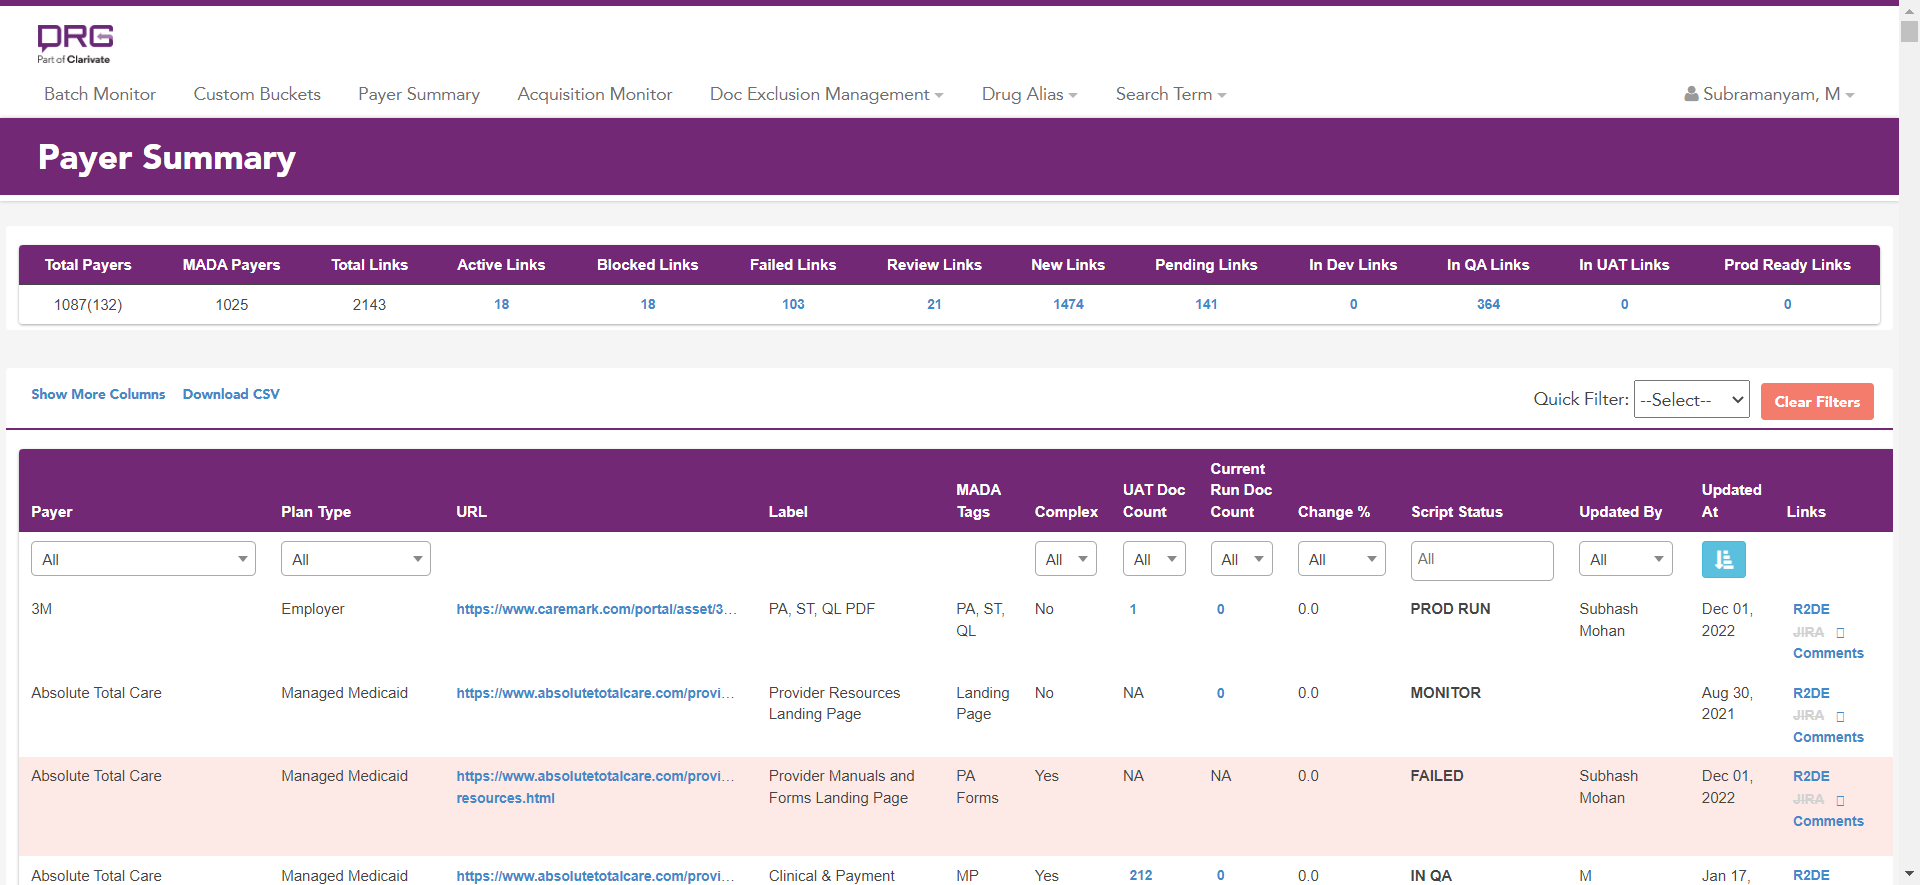 DRG
Part of Clarivate
Batch Monitor Custom Buckets Payer Summary Acquisition Monitor Doc Exclusion Management Drug Alias Search Term Subramanyam, M
Payer Summary
Total Payers MADA Payers Total Links Active Links Blocked Links Failed Links Review Links New Links Pending Links In Dev Links In QA Links In UAT Links Prod Ready Links
1087(132) 1025 2143 18 18 103 21 1474 141 0 364 0 0
Show More Columns Download CSV Quick Filter: --Select-- Clear Filters
Current
MADA UAT Doc Run Doc Updated
Payer Plan Type URL Label Tags Complex Count Count Change % Script Status Updated By At Links
All All All All All All All All
3M Employer https://www.caremark.com/portal/asset/3... PA, ST, QL PDF PA, ST, No 1 0 0.0 PROD RUN Subhash Dec 01, R2DE
QL Mohan 2022 JIRA
Comments
Absolute Total Care Managed Medicaid https://www.absolutetotalcare.com/provi... Provider Resources Landing No NA 0 0.0 MONITOR Aug 30, R2DE
Landing Page Page 2021 JIRA
Comments
Absolute Total Care Managed Medicaid https://www.absolutetotalcare.com/provi... Provider Manuals and PA Yes NA NA 0.0 FAILED Subhash Dec 01, R2DE
resources.html Forms Landing Page Forms Mohan 2022 JIRA
Comments
Absolute Total Care Managed Medicaid https://www.absolutetotalcare.com/provi... Clinical & Payment MP Yes 212 0 0.0 IN QA M Jan 17, R2DE